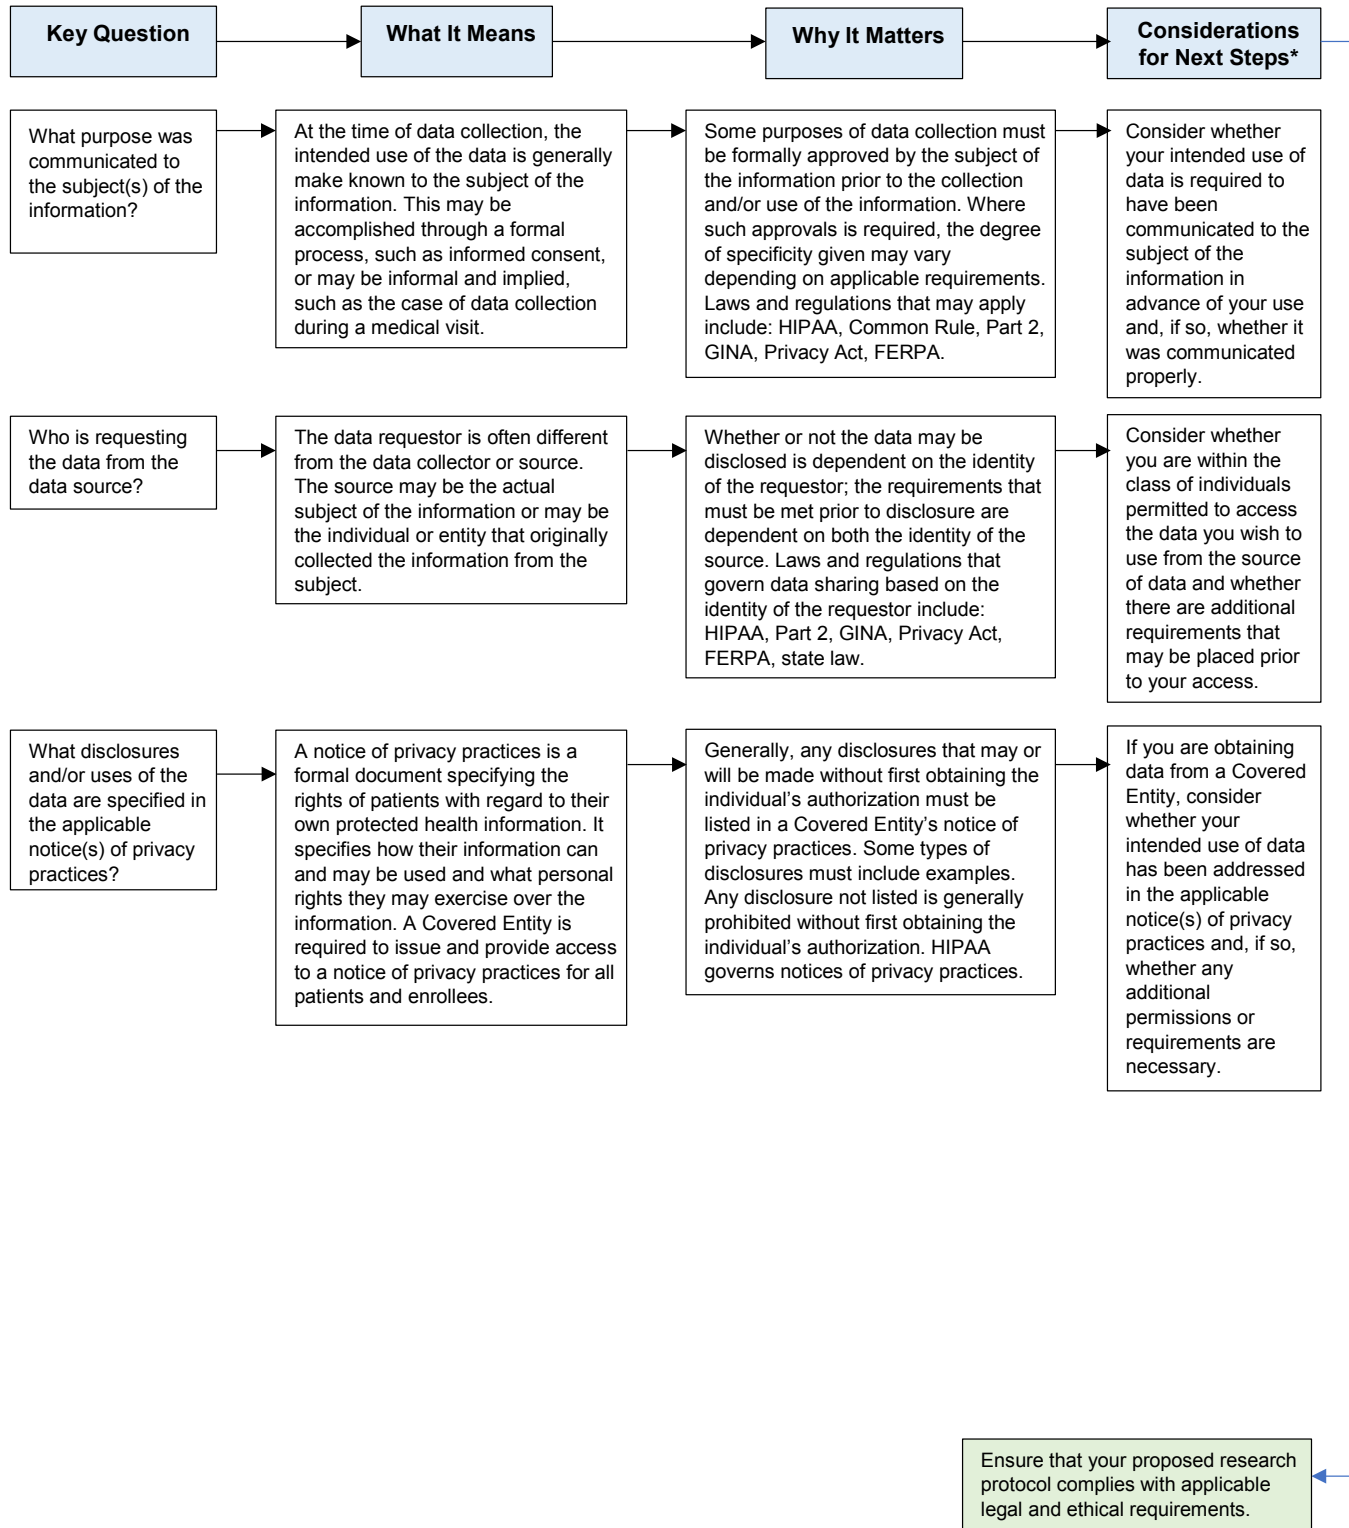 Key Question
What It Means
Why It Matters
Considerations
for Next Steps*
What purpose was
communicated to
the subject(s) of the
information?
At the time of data collection, the
intended use of the data is generally
make known to the subject of the
information. This may be
accomplished through a formal
process, such as informed consent,
or may be informal and implied,
such as the case of data collection
during a medical visit.
Some purposes of data collection must
be formally approved by the subject of
the information prior to the collection
and/or use of the information. Where
such approvals is required, the degree
of specificity given may vary
depending on applicable requirements.
Laws and regulations that may apply
include: HIPAA, Common Rule, Part 2,
GINA, Privacy Act, FERPA.
Consider whether
your intended use of
data is required to
have been
communicated to the
subject of the
information in
advance of your use
and, if so, whether it
was communicated
properly.
Who is requesting
the data from the
data source?
The data requestor is often different
from the data collector or source.
The source may be the actual
subject of the information or may be
the individual or entity that originally
collected the information from the
subject.
Whether or not the data may be
disclosed is dependent on the identity
of the requestor; the requirements that
must be met prior to disclosure are
dependent on both the identity of the
source. Laws and regulations that
govern data sharing based on the
identity of the requestor include:
HIPAA, Part 2, GINA, Privacy Act,
FERPA, state law.
Consider whether
you are within the
class of individuals
permitted to access
the data you wish to
use from the source
of data and whether
there are additional
requirements that
may be placed prior
to your access.
What disclosures
and/or uses of the
data are specified in
the applicable
notice(s) of privacy
practices?
A notice of privacy practices is a
formal document specifying the
rights of patients with regard to their
own protected health information. It
specifies how their information can
and may be used and what personal
rights they may exercise over the
information. A Covered Entity is
required to issue and provide access
to a notice of privacy practices for all
patients and enrollees.
Generally, any disclosures that may or
will be made without first obtaining the
individual's authorization must be
listed in a Covered Entity's notice of
privacy practices. Some types of
disclosures must include examples.
Any disclosure not listed is generally
prohibited without first obtaining the
individual's authorization. HIPAA
governs notices of privacy practices.
If you are obtaining
data from a Covered
Entity, consider
whether your
intended use of data
has been addressed
in the applicable
notice(s) of privacy
practices and, if so,
whether any
additional
permissions or
requirements are
necessary.
Ensure that your proposed research
protocol complies with applicable
legal and ethical requirements.